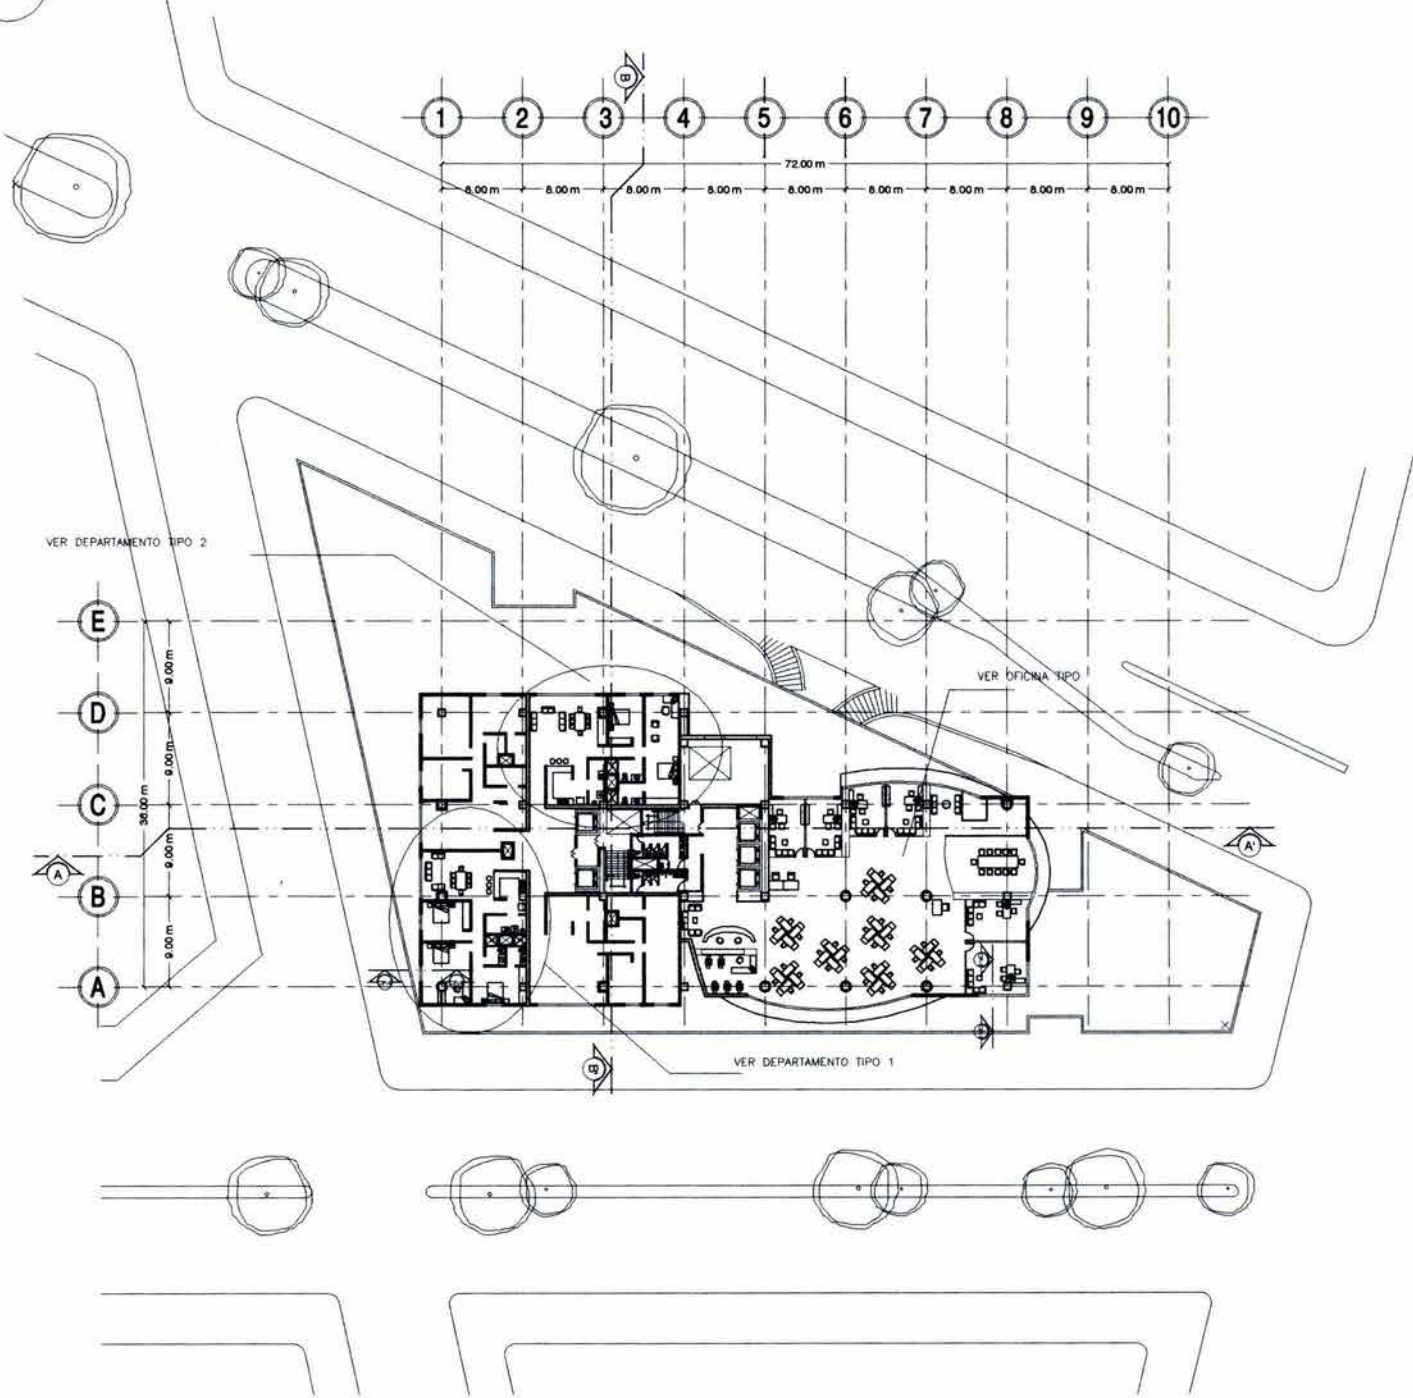 B
1 2 3 4 5 6 7 8 9 10
72.00 m
8.00 m 8.00 m 8.00 m 8.00 m 8.00 m 8.00 m 8.00 m 8.00 m 8.00 m
VER DEPARTAMENTO TIPO 2
E
9.00 m
VER OFICINA TIPO
D
9.00 m
36.00 m
C
9.00 m
A A'
B
9.00 m
A
VER DEPARTAMENTO TIPO 1
B'